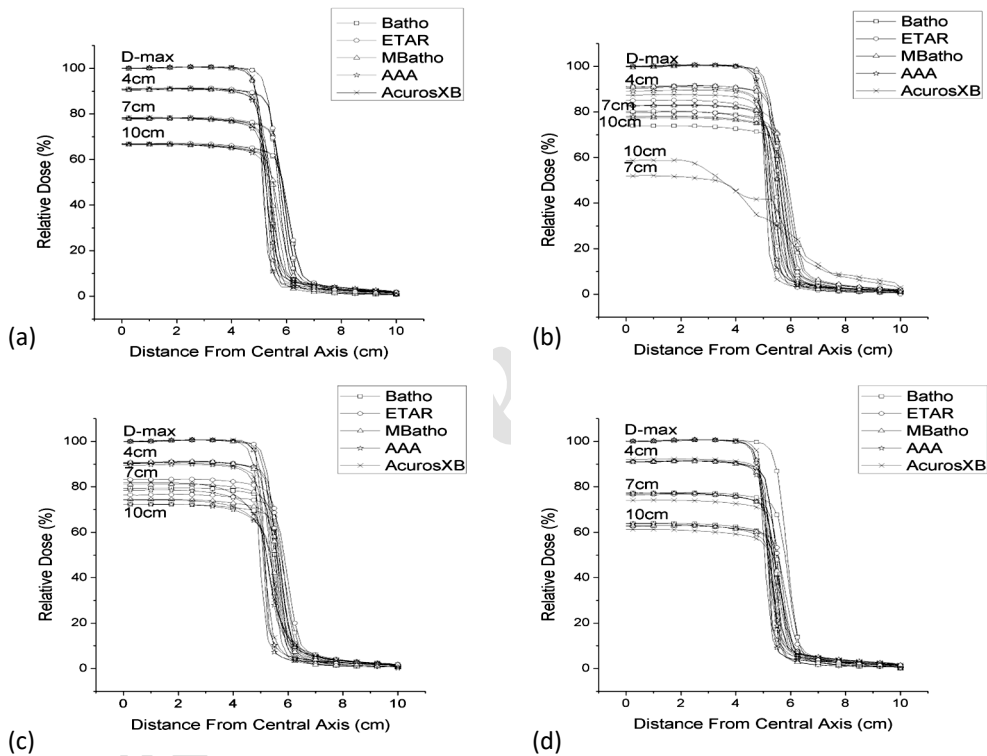 Batho
ETAR
MBatho
AAA
AcurosXB
D-max
4cm
7cm
10cm
100
80
60
40
20
0
Relative Dose (%)
0 2 4 6 8 10
Distance From Central Axis (cm)
(a)
Batho
ETAR
MBatho
AAA
AcurosXB
D-max
4cm
7cm
10cm
10cm
7cm
100
80
60
40
20
0
Relative Dose (%)
0 2 4 6 8 10
Distance From Central Axis (cm)
(b)
Batho
ETAR
MBatho
AAA
AcurosXB
D-max
4cm
7cm
10cm
100
80
60
40
20
0
Relative Dose (%)
0 2 4 6 8 10
Distance From Central Axis (cm)
(c)
Batho
ETAR
MBatho
AAA
AcurosXB
D-max
4cm
7cm
10cm
100
80
60
40
20
0
Relative Dose (%)
0 2 4 6 8 10
Distance From Central Axis (cm)
(d)